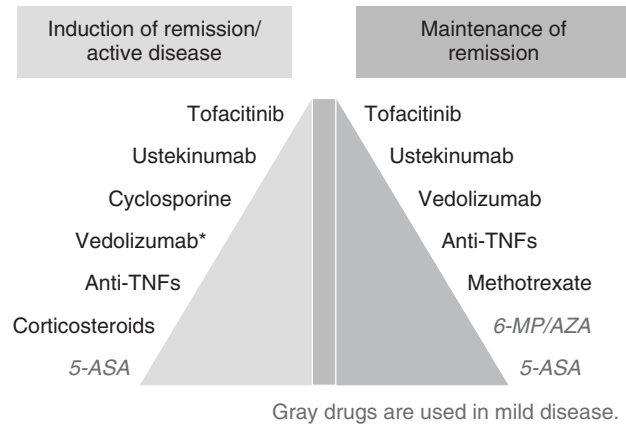 Induction of remission/
active disease
Maintenance of
remission
Tofacitinib
Ustekinumab
Cyclosporine
Vedolizumab*
Anti-TNFs
Corticosteroids
5-ASA
Tofacitinib
Ustekinumab
Vedolizumab
Anti-TNFs
Methotrexate
6-MP/AZA
5-ASA
Gray drugs are used in mild disease.